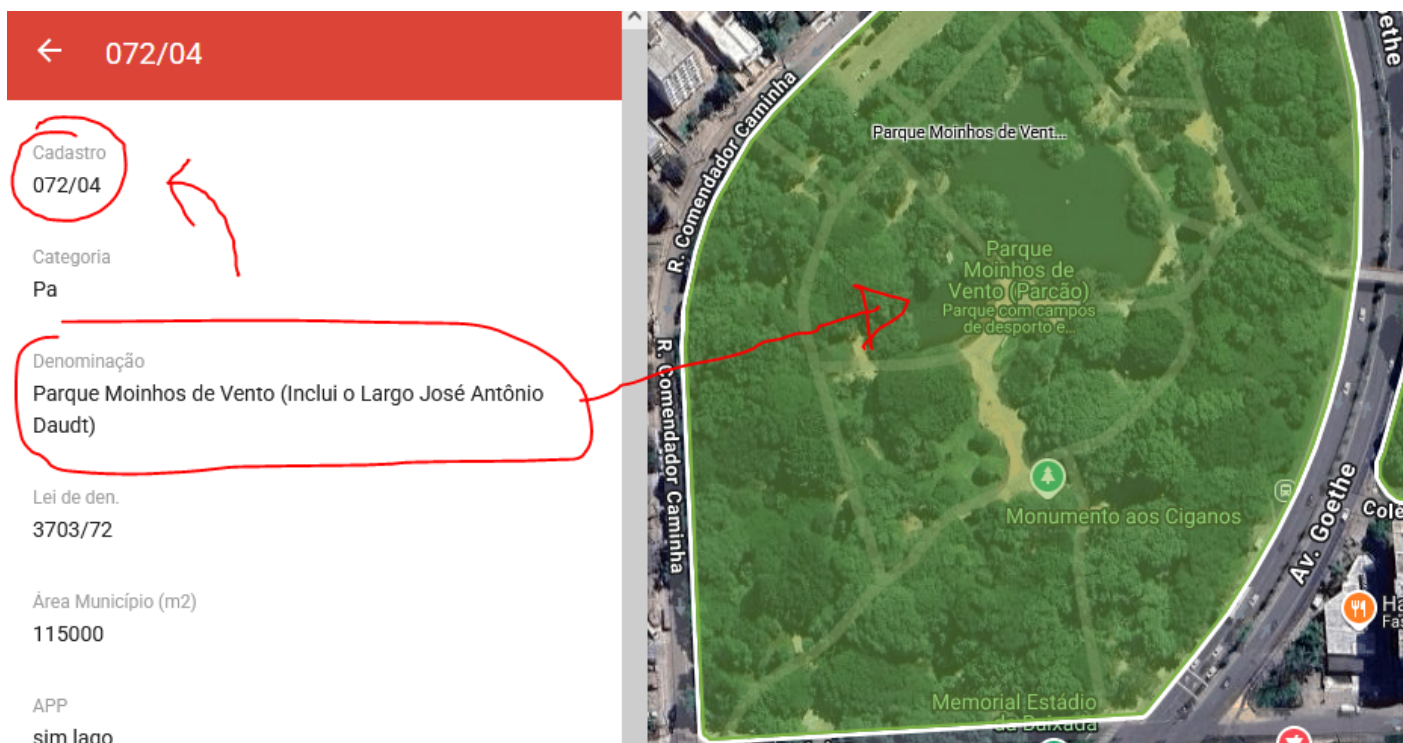 072/04
Cadastro
072/04
Categoria
Pa
Denominação
Parque Moinhos de Vento (Inclui o Largo José Antônio
Daudt)
Lei de den.
3703/72
Área Município (m2)
115000
APP
sim lago
R. Comendador Caminha
Parque Moinhos de Vent...
Parque
Moinhos de
Vento (Parcão)
Parque com campos
de desporto e...
R. Comendador Caminha
Monumento aos Ciganos
Av. Goethe
Memorial Estádio
da Baixada